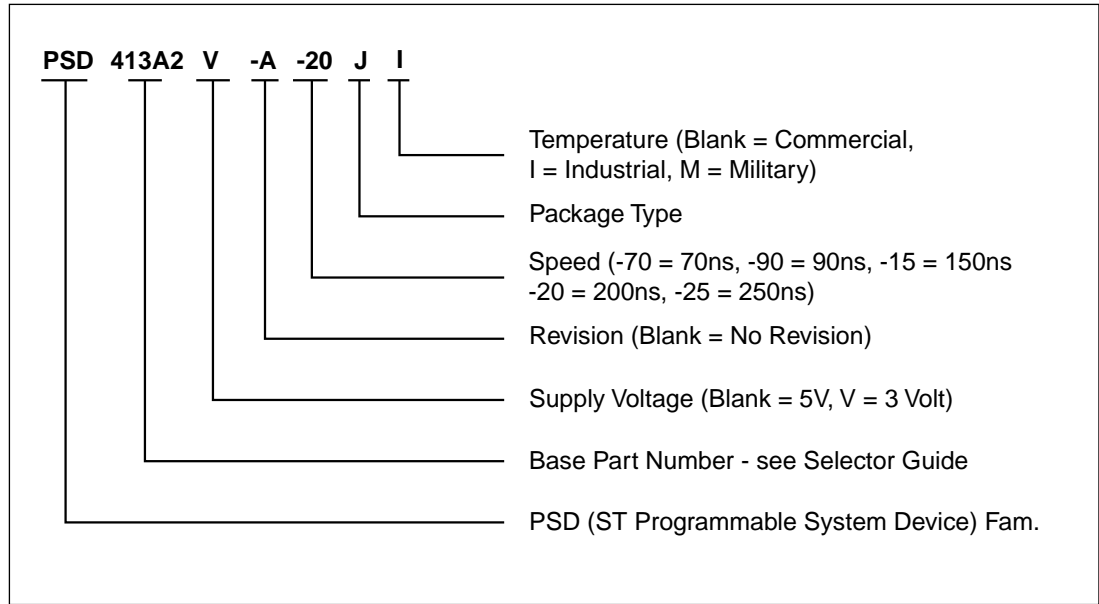 PSD 413A2 V -A -20 J I
Temperature (Blank = Commercial,
I = Industrial, M = Military)
Package Type
Speed (-70 = 70ns, -90 = 90ns, -15 = 150ns
-20 = 200ns, -25 = 250ns)
Revision (Blank = No Revision)
Supply Voltage (Blank = 5V, V = 3 Volt)
Base Part Number - see Selector Guide
PSD (ST Programmable System Device) Fam.